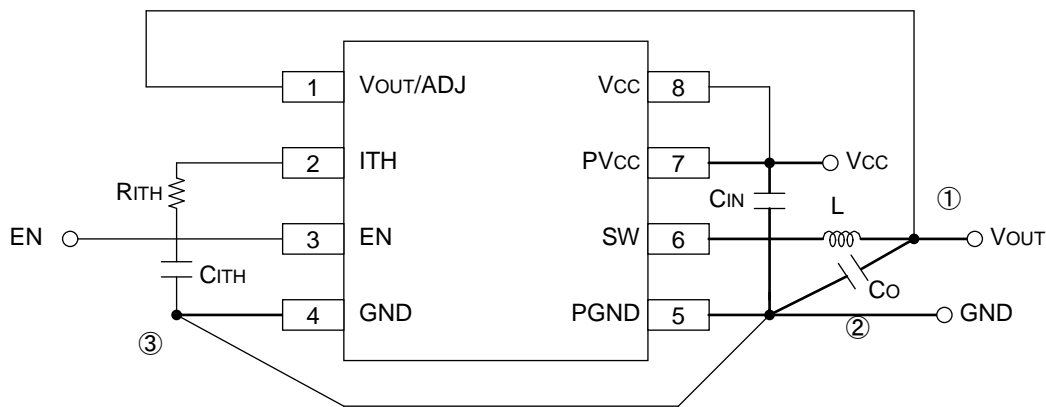 1 VOUT/ADJ VCC 8
2 ITH PVCC 7 VCC
RITH CIN L ①
EN 3 EN SW 6 VOUT
CITH CO
4 GND PGND 5 ② GND
③